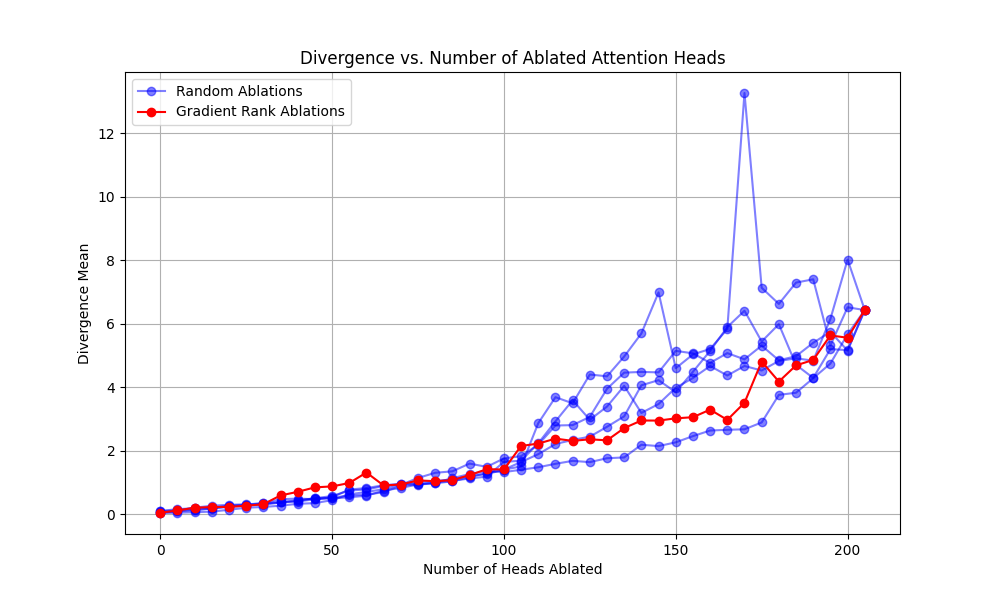 Divergence vs. Number of Ablated Attention Heads
Random Ablations
Gradient Rank Ablations
Divergence Mean
12
10
8
6
4
2
0
0 50 100 150 200
Number of Heads Ablated